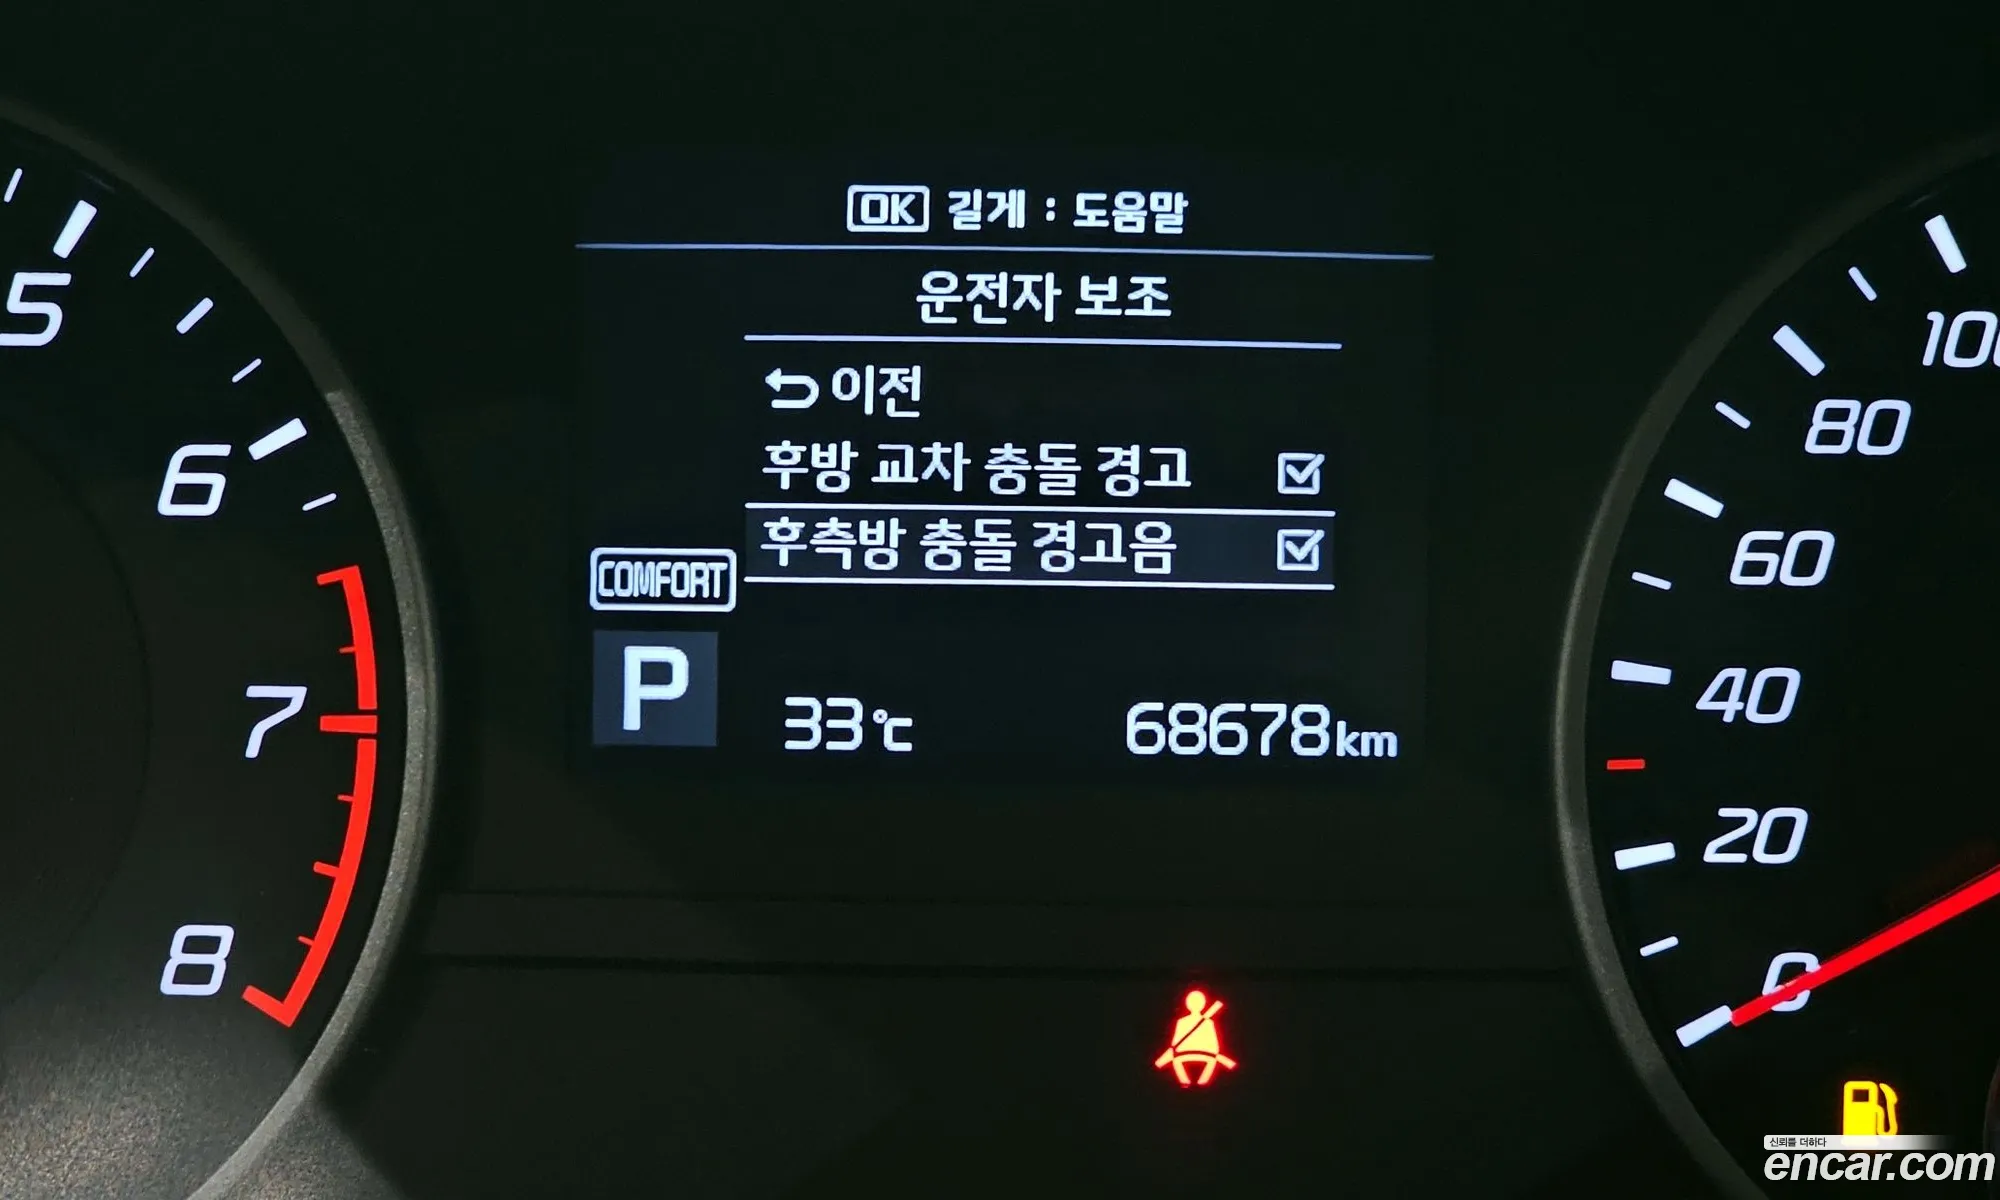 OK 길게 : 도움말
운전자 보조
이전
후방 교차 충돌 경고
후측방 충돌 경고음
COMFORT
P
33°C
68678km
5
6
7
8
100
80
60
40
20
0
신뢰를 더하다
encar.com